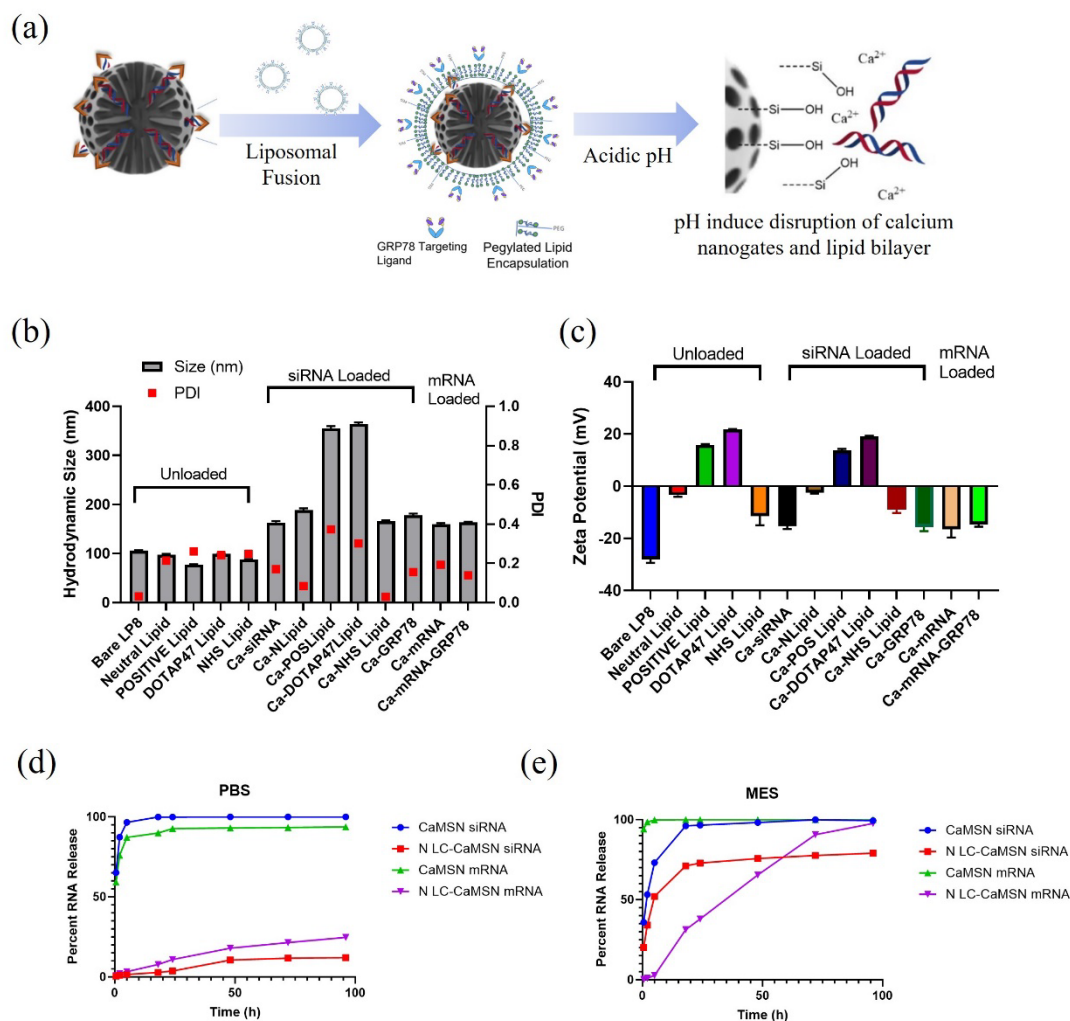 (a)
Liposomal
Fusion
Acidic pH
GRP78 Targeting
Ligand
PEG
Pegylated Lipid
Encapsulation
Si
OH
Ca2+
Si—OH
Ca2+
Si—OH
Si
OH
Ca2+
pH induce disruption of calcium
nanogates and lipid bilayer
(b)
Size (nm)
PDI
siRNA Loaded
mRNA
Loaded
Unloaded
Hydrodynamic Size (nm)
400
300
200
100
0
1.0
0.8
0.6
0.4
0.2
0.0
PDI
Bare LP8
Neutral Lipid
POSITIVE Lipid
DOTAP47 Lipid
NHS Lipid
Ca-siRNA
Ca-NLipid
Ca-POSLipid
Ca-DOTAP47Lipid
Ca-NHS Lipid
Ca-GRP78
Ca-mRNA
Ca-mRNA-GRP78
(c)
Unloaded
siRNA Loaded
mRNA
Loaded
Zeta Potential (mV)
40
20
0
-20
-40
Bare LP8
Neutral Lipid
POSITIVE Lipid
DOTAP47 Lipid
NHS Lipid
Ca-siRNA
Ca-NLipid
Ca-POS Lipid
Ca-DOTAP47 Lipid
Ca-NHS Lipid
Ca-GRP78
Ca-mRNA
Ca-mRNA-GRP78
(d)
PBS
Percent RNA Release
100
50
0
0
50
100
Time (h)
CaMSN siRNA
N LC-CaMSN siRNA
CaMSN mRNA
N LC-CaMSN mRNA
(e)
MES
Percent RNA Release
100
50
0
0
50
100
Time (h)
CaMSN siRNA
N LC-CaMSN siRNA
CaMSN mRNA
N LC-CaMSN mRNA